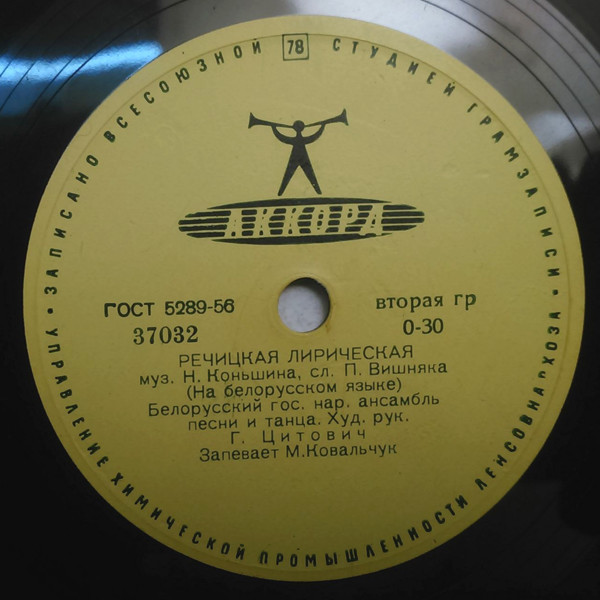 ЗАПИСАНО ВСЕСОЮЗНОЙ 78 СТУДИЕЙ ГРАМЗАПИСИ
АККОРД
ГОСТ 5289-56
37032
вторая гр
0-30
РЕЧИЦКАЯ ЛИРИЧЕСКАЯ
муз. Н. Коньшина, сл. П. Вишняка
(На белорусском языке)
Белорусский гос. нар. ансамбль
песни и танца. Худ. рук.
Г. Цитович
Запевает М.Ковальчук
• УПРАВЛЕНИЕ ХИМИЧЕСКОЙ ПРОМЫШЛЕННОСТИ ЛЕНСОВНАРХОЗА •